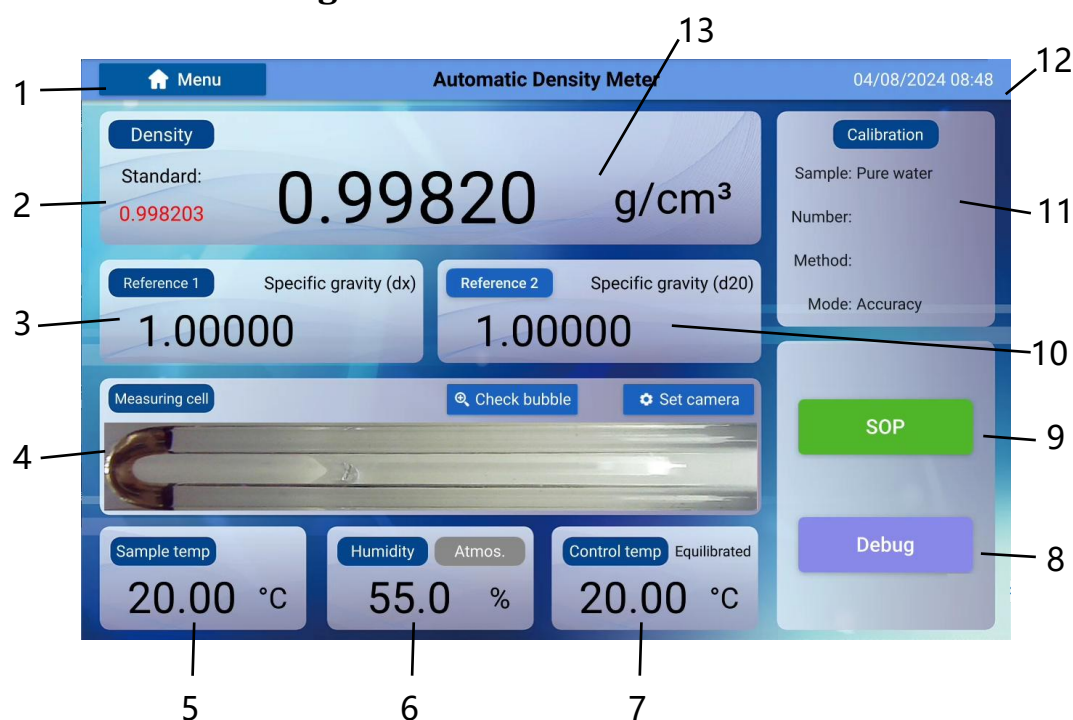 13
12
1
Menu
Automatic Density Meter
04/08/2024 08:48
Density
Standard:
0.998203
0.99820
g/cm³
2
Calibration
Sample: Pure water
Number:
Method:
Mode: Accuracy
11
Reference 1
Specific gravity (dx)
1.00000
3
Reference 2
Specific gravity (d20)
1.00000
10
Measuring cell
Check bubble
Set camera
4
SOP
9
Debug
8
Sample temp
20.00 °C
Humidity
Atmos.
55.0 %
Control temp
Equilibrated
20.00 °C
5
6
7